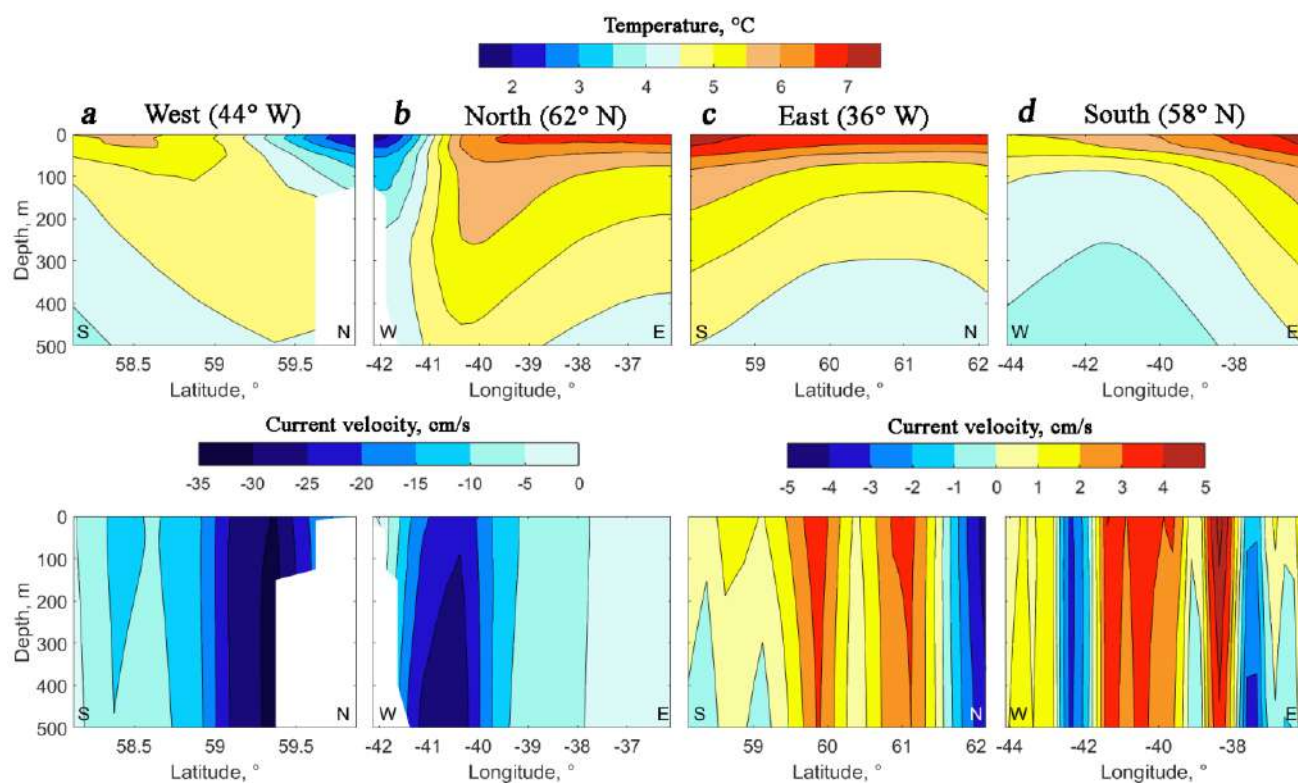 Temperature, °C
2 3 4 5 6 7
a West (44° W) b North (62° N) c East (36° W) d South (58° N)
Depth, m
0
100
200
300
400
500
S N W E S N W E
58.5 59 59.5 -42 -41 -40 -39 -38 -37 59 60 61 62 -44 -42 -40 -38
Latitude, ° Longitude, ° Latitude, ° Longitude, °
Current velocity, cm/s Current velocity, cm/s
-35 -30 -25 -20 -15 -10 -5 0 -5 -4 -3 -2 -1 0 1 2 3 4 5
Depth, m
0
100
200
300
400
500
S N W E S N W E
58.5 59 59.5 -42 -41 -40 -39 -38 -37 59 60 61 62 -44 -42 -40 -38
Latitude, ° Longitude, ° Latitude, ° Longitude, °